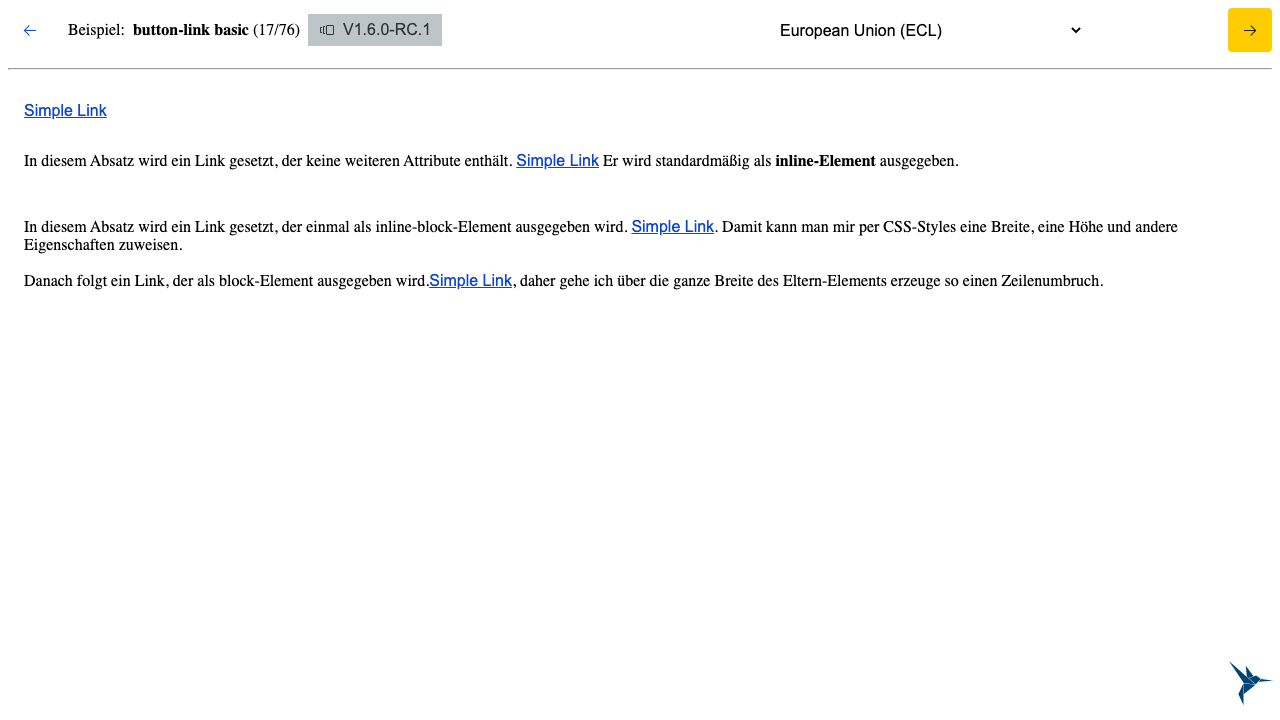 ← Beispiel: button-link basic (17/76) V1.6.0-RC.1 European Union (ECL) →
Simple Link
In diesem Absatz wird ein Link gesetzt, der keine weiteren Attribute enthält. Simple Link Er wird standardmäßig als inline-Element ausgegeben.
In diesem Absatz wird ein Link gesetzt, der einmal als inline-block-Element ausgegeben wird. Simple Link. Damit kann man mir per CSS-Styles eine Breite, eine Höhe und andere
Eigenschaften zuweisen.
Danach folgt ein Link, der als block-Element ausgegeben wird.Simple Link, daher gehe ich über die ganze Breite des Eltern-Elements erzeuge so einen Zeilenumbruch.